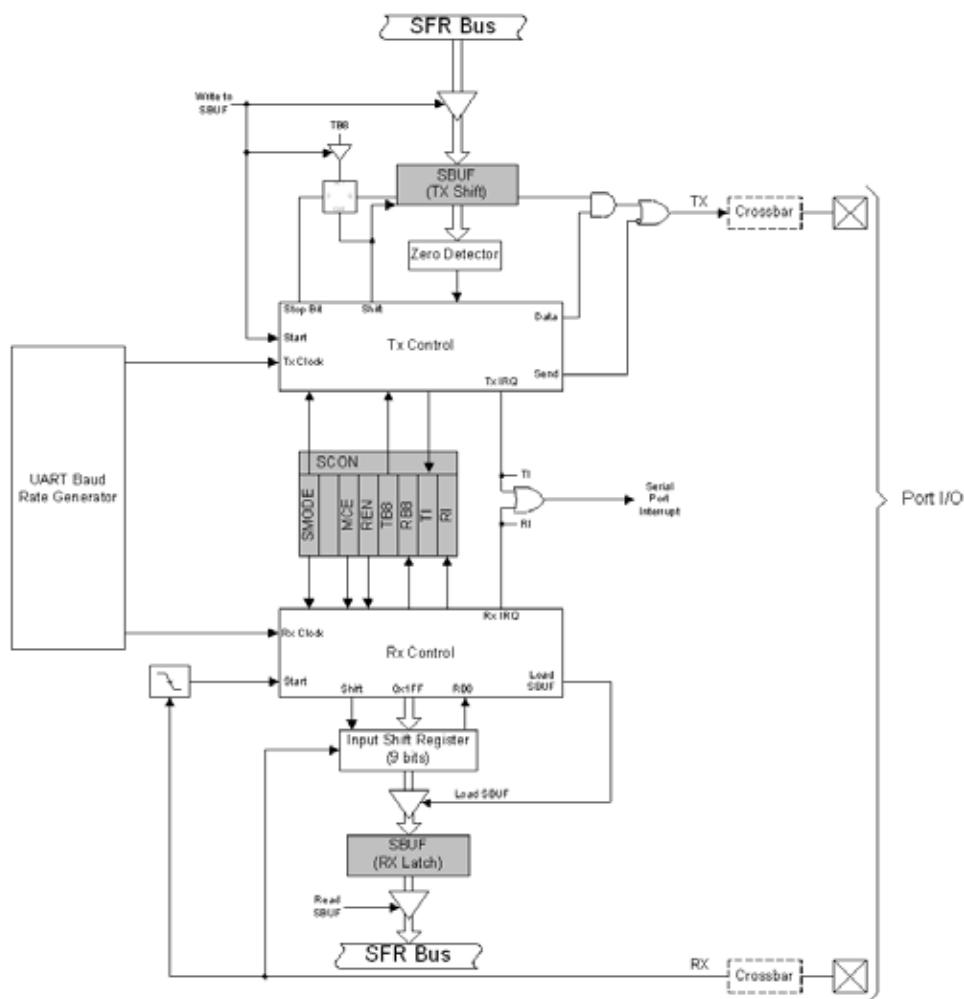 SFR Bus
Write to
SBUF
TB8
SBUF
(TX Shift)
TX
Crossbar
Zero Detector
Stop Bit
Shift
Data
Start
Tx Control
Tx Clock
Send
Tx IRQ
UART Baud
Rate Generator
SCON
SMODE
MCE
REN
TB8
RB8
TI
RI
TI
Serial
Port
Interrupt
RI
Port I/O
Rx IRQ
Rx Clock
Rx Control
Start
Load
SBUF
Shift
0x1FF
RB8
Input Shift Register
(9 bits)
Load SBUF
SBUF
(RX Latch)
Read
SBUF
SFR Bus
RX
Crossbar